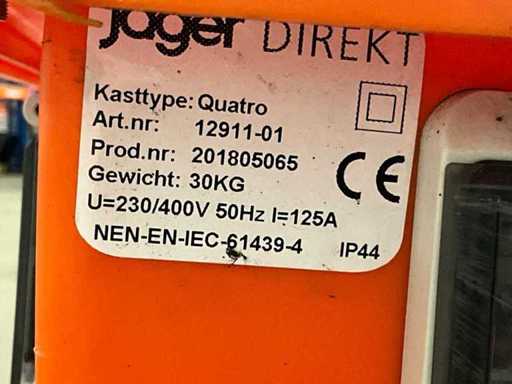 jäger DIREKT
Kasttype: Quatro
Art.nr: 12911-01
Prod.nr: 201805065
Gewicht: 30KG
U=230/400V 50Hz I=125A
NEN-EN-IEC-61439-4 IP44
CE